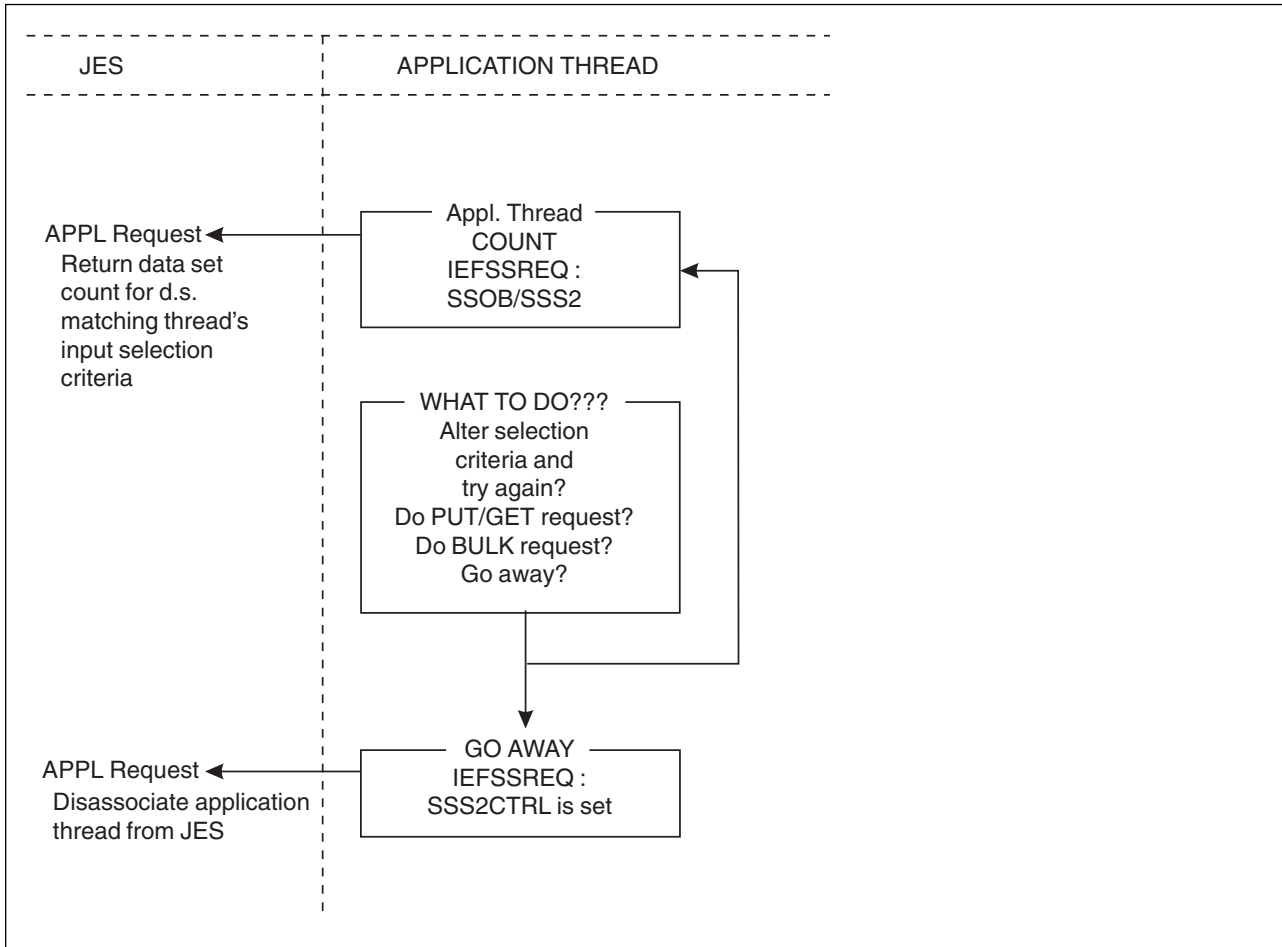 JES
APPLICATION THREAD
APPL Request
Return data set
count for d.s.
matching thread's
input selection
criteria
Appl. Thread
COUNT
IEFSSREQ :
SSOB/SSS2
WHAT TO DO???
Alter selection
criteria and
try again?
Do PUT/GET request?
Do BULK request?
Go away?
APPL Request
Disassociate application
thread from JES
GO AWAY
IEFSSREQ :
SSS2CTRL is set